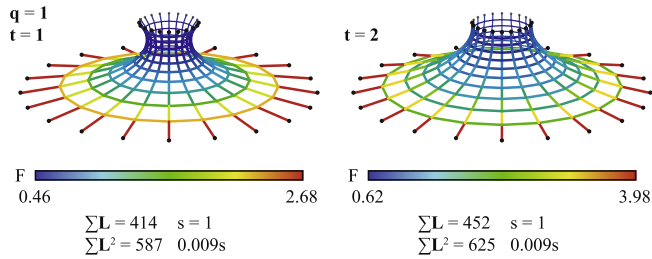 q = 1
t = 1
t = 2
F
0.46 2.68
F
0.62 3.98
∑L = 414 s = 1
∑L² = 587 0.009s
∑L = 452 s = 1
∑L² = 625 0.009s